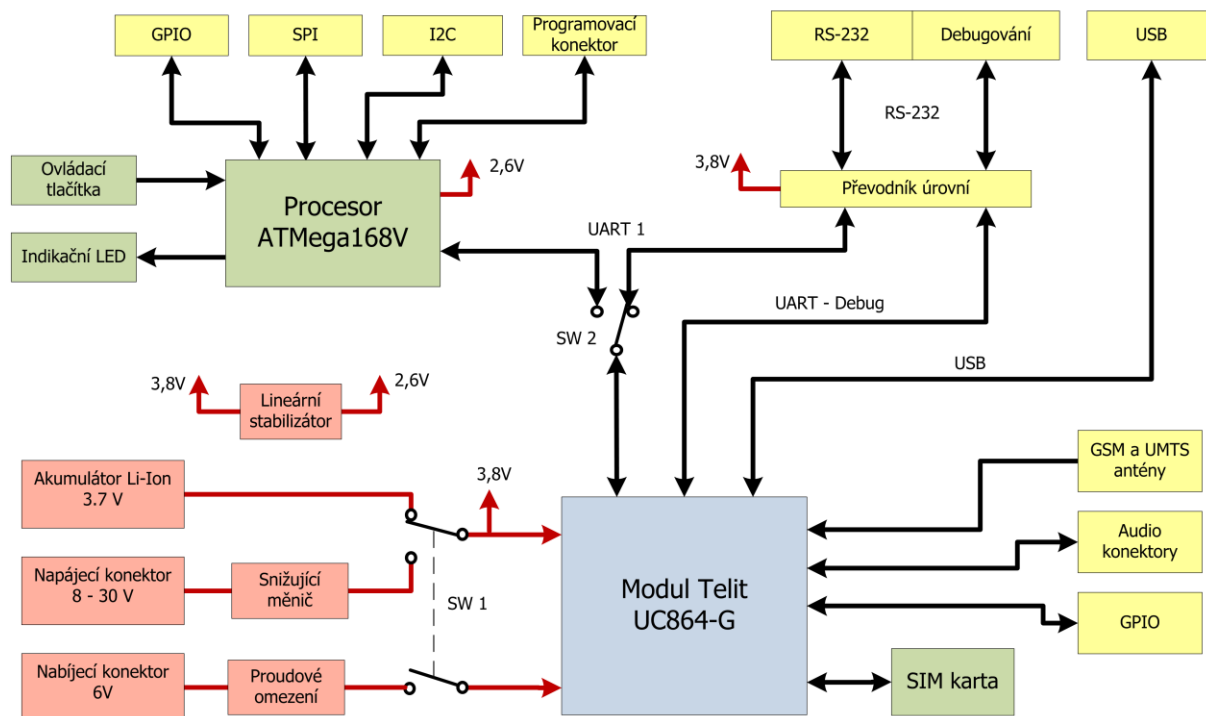 GPIO
SPI
I2C
Programovací
konektor
RS-232
Debugování
USB
RS-232
Ovládací
tlačítka
2,6V
3,8V
Převodník úrovní
Procesor
ATMega168V
UART 1
Indikační LED
UART - Debug
SW 2
USB
3,8V
2,6V
Lineární
stabilizátor
GSM a UMTS
antény
Akumulátor Li-Ion
3.7 V
3,8V
Audio
konektory
Napájecí konektor
8 - 30 V
Snižující
měnič
SW 1
Modul Telit
UC864-G
GPIO
Nabíjecí konektor
6V
Proudové
omezení
SIM karta